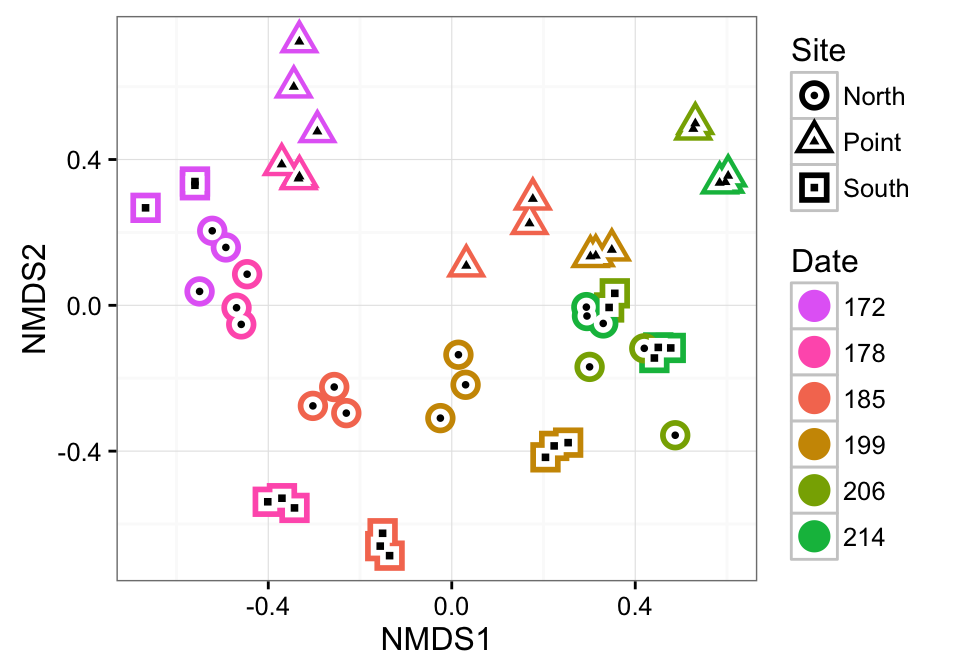 Site
North
Point
South
Date
172
178
185
199
206
214
NMDS2
0.4
0.0
-0.4
-0.4 0.0 0.4
NMDS1